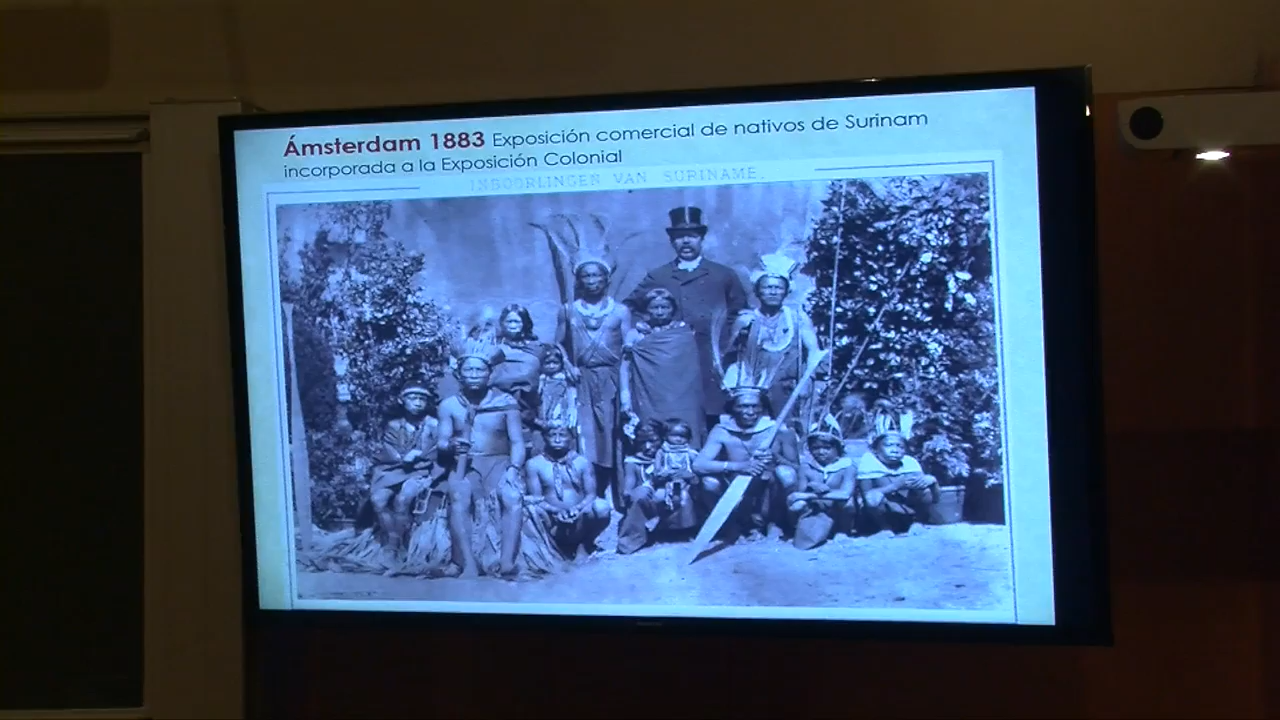 Ámsterdam 1883 Exposición comercial de nativos de Surinam
incorporada a la Exposición Colonial
INBOORLINGEN VAN SURINAME.